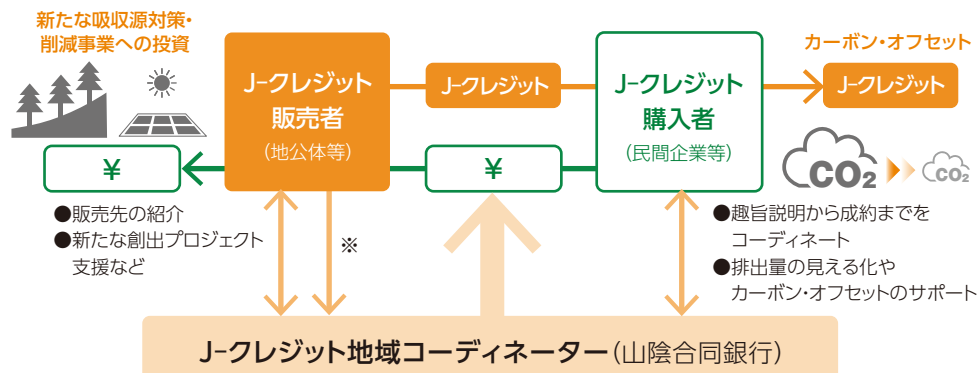 新たな吸収源対策・
削減事業への投資
¥
J-クレジット
販売者
(地公体等)
J-クレジット
¥
J-クレジット
購入者
(民間企業等)
カーボン・オフセット
J-クレジット
CO2
CO2
●販売先の紹介
●新たな創出プロジェクト
支援など
※
●趣旨説明から成約までを
コーディネート
●排出量の見える化や
カーボン・オフセットのサポート
J-クレジット地域コーディネーター(山陰合同銀行)